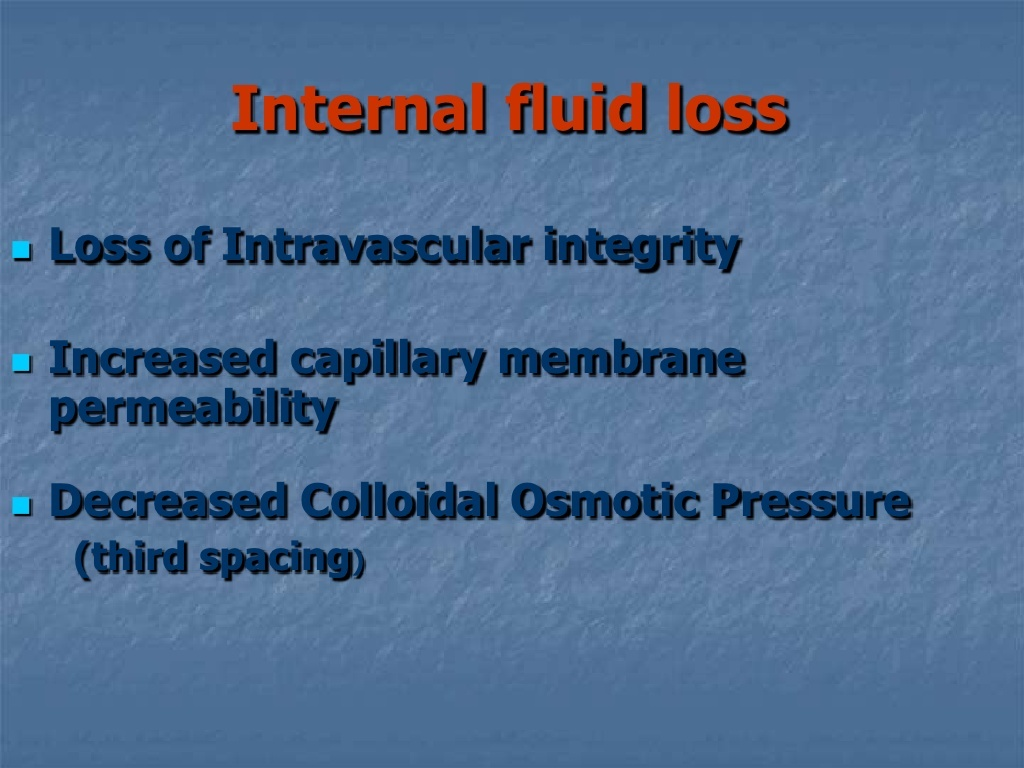 Internal fluid loss
Loss of Intravascular integrity
Increased capillary membrane
permeability
Decreased Colloidal Osmotic Pressure
(third spacing)